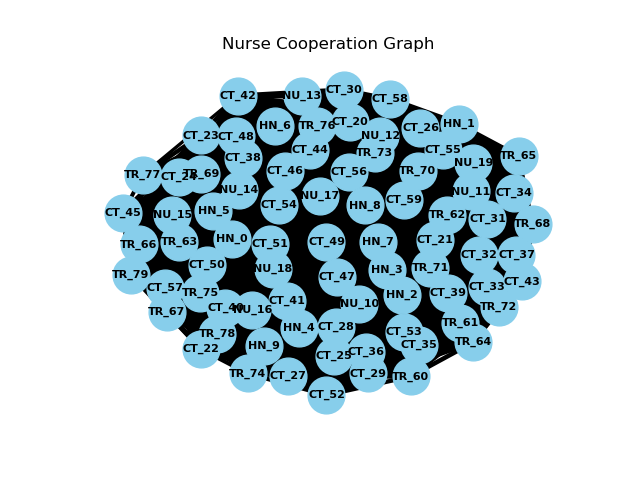 Nurse Cooperation Graph
CT_42
NU_13
CT_30
CT_58
CT_23
CT_48
HN_6
TR_76
CT_20
NU_12
CT_26
HN_1
CT_38
CT_44
TR_73
CT_55
TR_65
TR_77
CT_24
TR_69
CT_46
CT_56
TR_70
NU_19
NU_14
NU_17
CT_59
NU_11
CT_34
CT_45
NU_15
HN_5
CT_54
HN_8
TR_62
CT_31
TR_68
TR_66
TR_63
HN_0
CT_51
CT_49
HN_7
CT_21
CT_32
CT_37
TR_79
CT_50
NU_18
CT_47
HN_3
TR_71
CT_43
CT_57
TR_75
CT_41
NU_10
HN_2
CT_39
CT_33
TR_67
CT_40
NU_16
TR_72
TR_78
HN_4
CT_28
CT_53
TR_61
CT_22
HN_9
CT_25
CT_36
CT_35
TR_64
TR_74
CT_27
CT_29
TR_60
CT_52